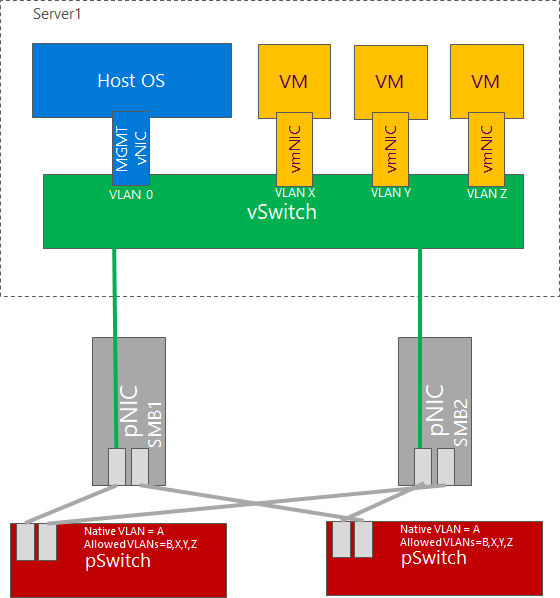 Server1
Host OS
VM
VM
VM
MGMT
vNIC
vmNIC
vmNIC
vmNIC
VLAN 0
VLAN X
VLAN Y
VLAN Z
vSwitch
pNIC
SMB1
pNIC
SMB2
Native VLAN = A
Allowed VLANs=B,X,Y,Z
pSwitch
Native VLAN = A
Allowed VLANs=B,X,Y,Z
pSwitch